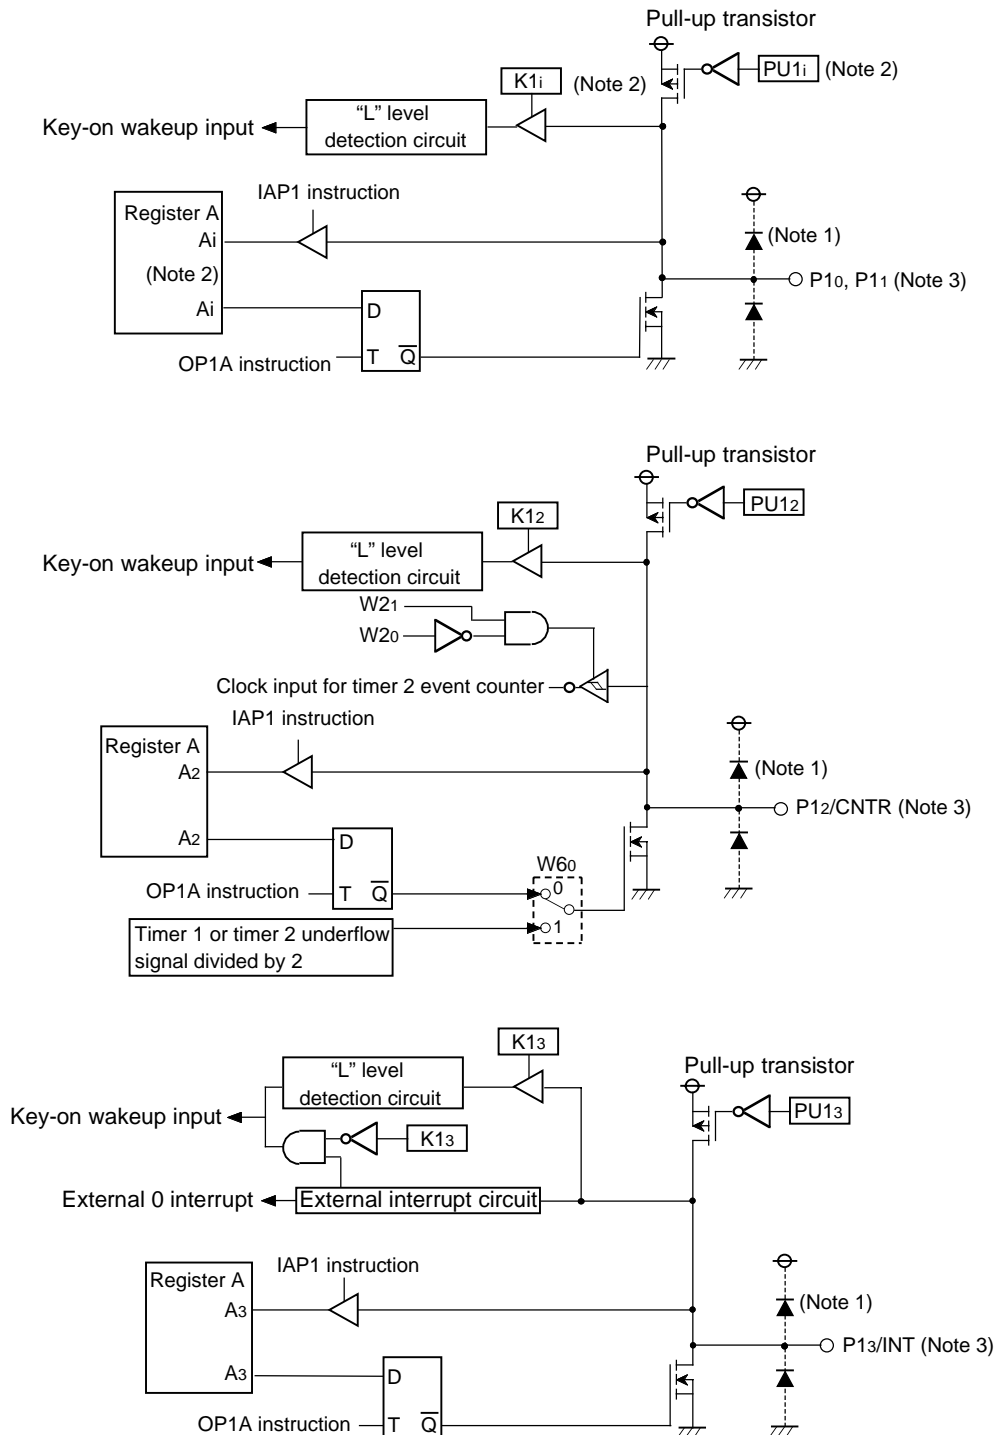 Pull-up transistor
K1i
(Note 2)
PU1i
(Note 2)
Key-on wakeup input
“L” level
detection circuit
IAP1 instruction
Register A
Ai
(Note 2)
Ai
(Note 1)
P10, P11 (Note 3)
D
T
Q
OP1A instruction
Pull-up transistor
K12
PU12
Key-on wakeup input
“L” level
detection circuit
W21
W20
Clock input for timer 2 event counter
IAP1 instruction
Register A
A2
A2
(Note 1)
P12/CNTR (Note 3)
D
T
Q
OP1A instruction
W60
0
1
Timer 1 or timer 2 underflow
signal divided by 2
K13
Pull-up transistor
“L” level
detection circuit
PU13
Key-on wakeup input
K13
External 0 interrupt
External interrupt circuit
IAP1 instruction
Register A
A3
A3
(Note 1)
P13/INT (Note 3)
D
T
Q
OP1A instruction